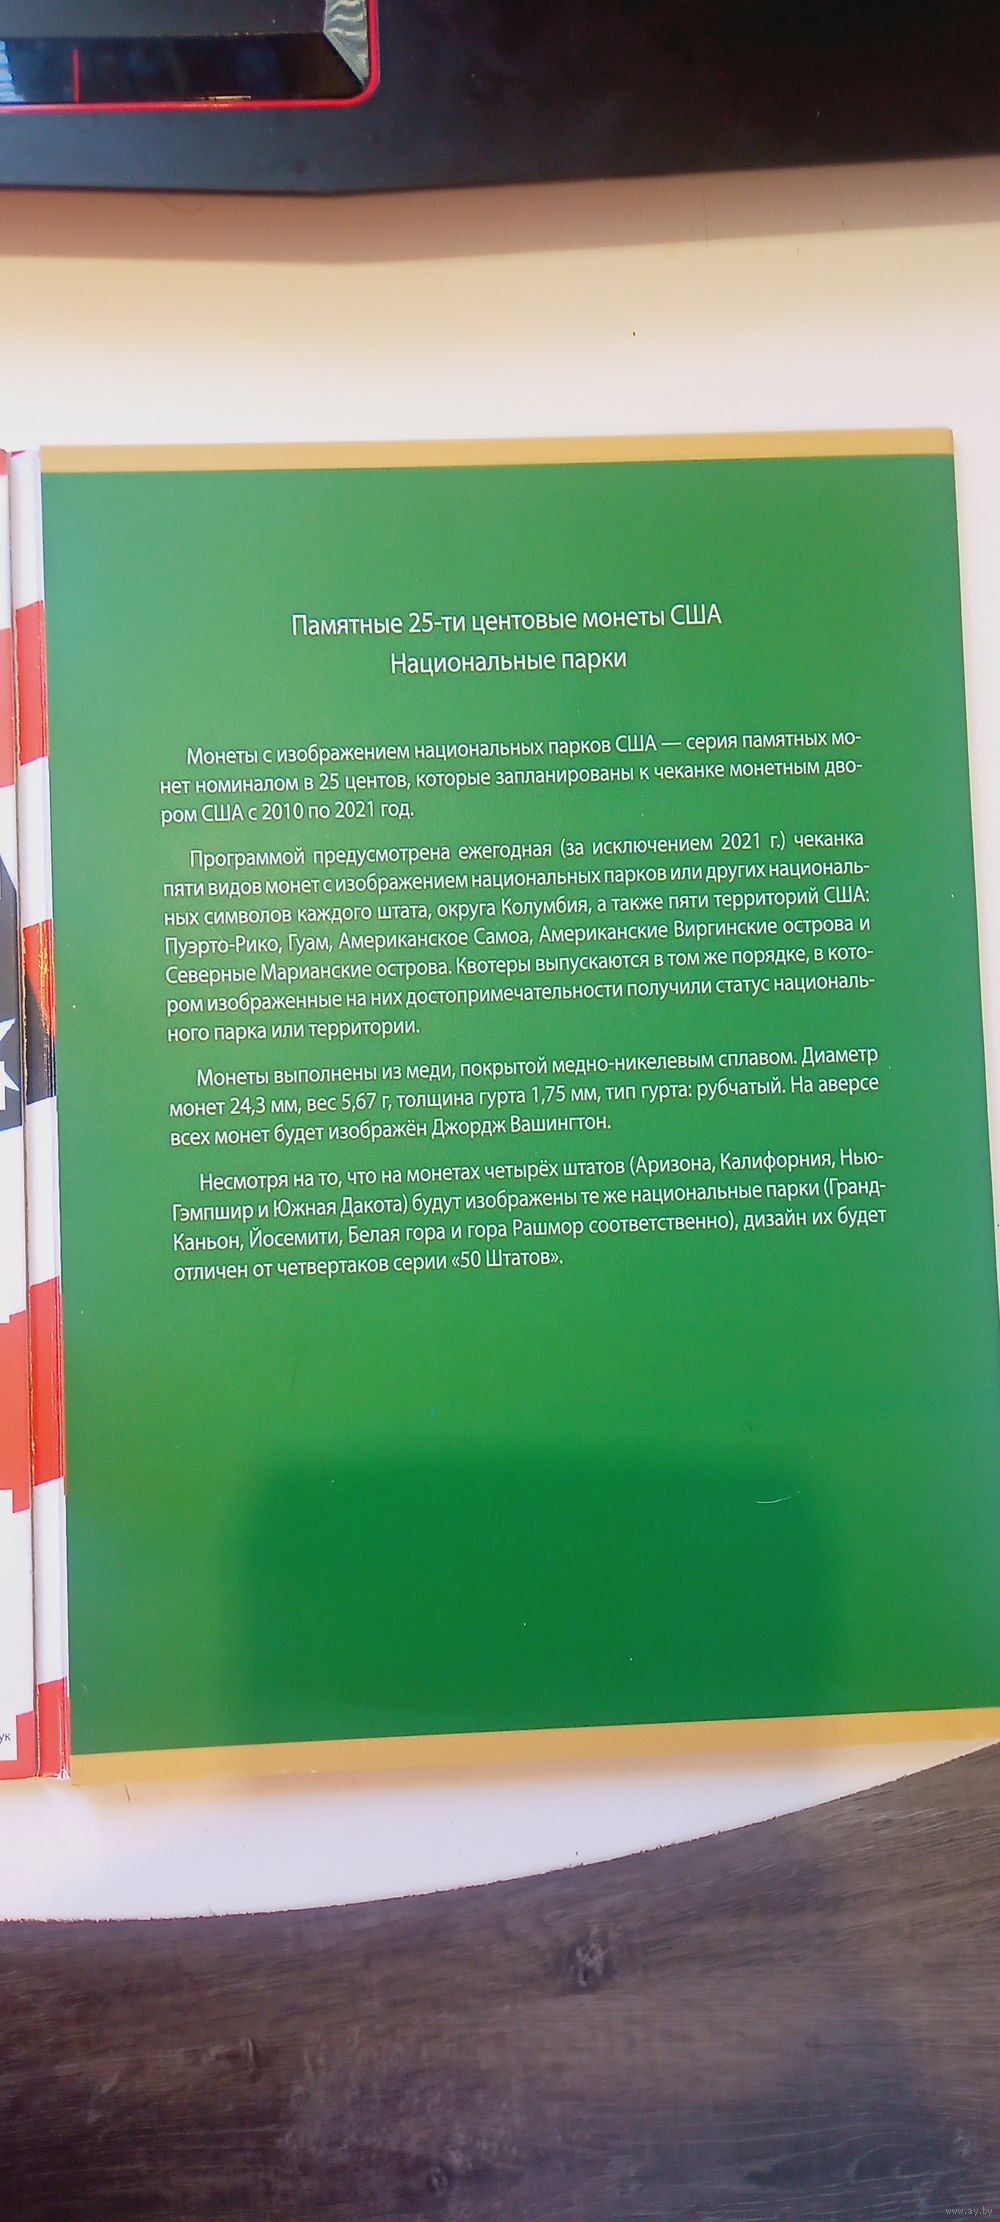 Памятные 25-ти центовые монеты США
Национальные парки
Монеты с изображением национальных парков США — серия памятных мо-
нет номиналом в 25 центов, которые запланированы к чеканке монетным дво-
ром США с 2010 по 2021 год.
Программой предусмотрена ежегодная (за исключением 2021 г.) чеканка
пяти видов монет с изображением национальных парков или других националь-
ных символов каждого штата, округа Колумбия, а также пяти территорий США:
Пуэрто-Рико, Гуам, Американское Самоа, Американские Виргинские острова и
Северные Марианские острова. Квотеры выпускаются в том же порядке, в кото-
ром изображенные на них достопримечательности получили статус националь-
ного парка или территории.
Монеты выполнены из меди, покрытой медно-никелевым сплавом. Диаметр
монет 24,3 мм, вес 5,67 г, толщина гурта 1,75 мм, тип гурта: рубчатый. На аверсе
всех монет будет изображён Джордж Вашингтон.
Несмотря на то, что на монетах четырёх штатов (Аризона, Калифорния, Нью-
Гэмпшир и Южная Дакота) будут изображены те же национальные парки (Гранд-
Каньон, Йосемити, Белая гора и гора Рашмор соответственно), дизайн их будет
отличен от четвертаков серии «50 Штатов».
ук
www.ay.by